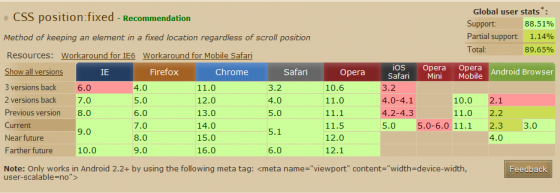 # CSS position:fixed - Recommendation
Global user stats*:
Support: 88.51%
Partial support: 1.14%
Total: 89.65%
Method of keeping an element in a fixed location regardless of scroll position
Resources: Workaround for IE6 Workaround for Mobile Safari
Show all versions IE Firefox Chrome Safari Opera iOS Safari Opera Mini Opera Mobile Android Browser
3 versions back 6.0 4.0 11.0 3.2 10.6 3.2
2 versions back 7.0 5.0 12.0 4.0 11.0 4.0-4.1 10.0 2.1
Previous version 8.0 6.0 13.0 5.0 11.1 4.2-4.3 11.0 2.2
Current 9.0 7.0 14.0 5.1 11.5 5.0 5.0-6.0 11.1 2.3 3.0
Near future 8.0 15.0 12.0 4.0
Farther future 10.0 9.0 16.0 6.0 12.1
Note: Only works in Android 2.2+ by using the following meta tag: <meta name="viewport" content="width=device-width,
user-scalable=no">
Feedback